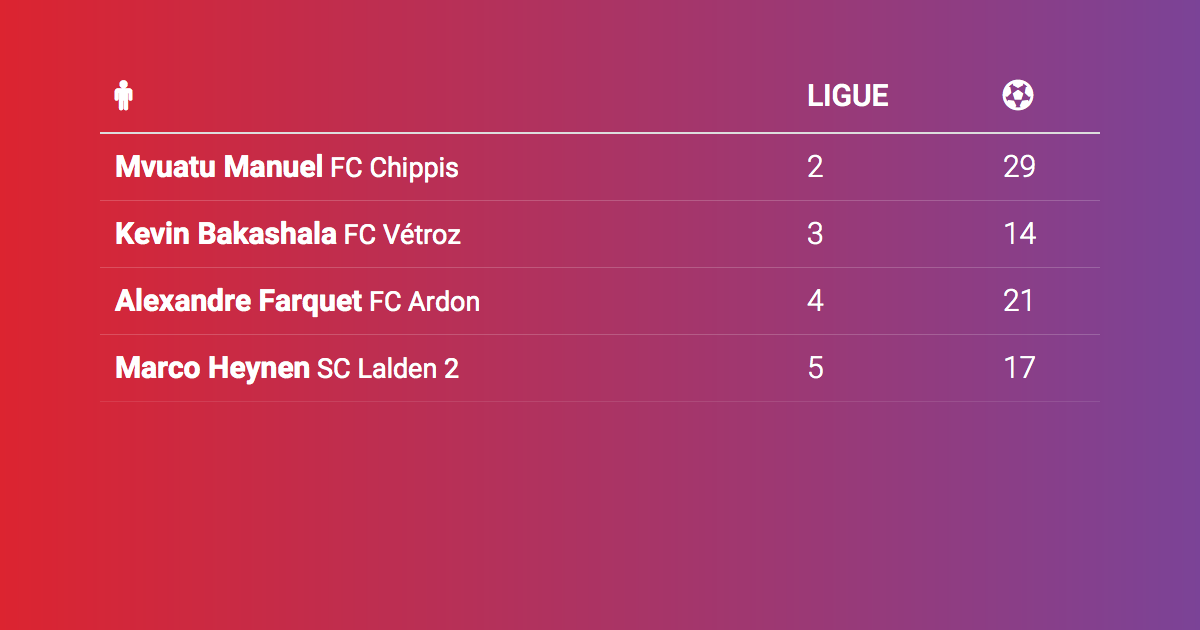 LIGUE
Mvuatu Manuel FC Chippis 2 29
Kevin Bakashala FC Vétroz 3 14
Alexandre Farquet FC Ardon 4 21
Marco Heynen SC Lalden 2 5 17